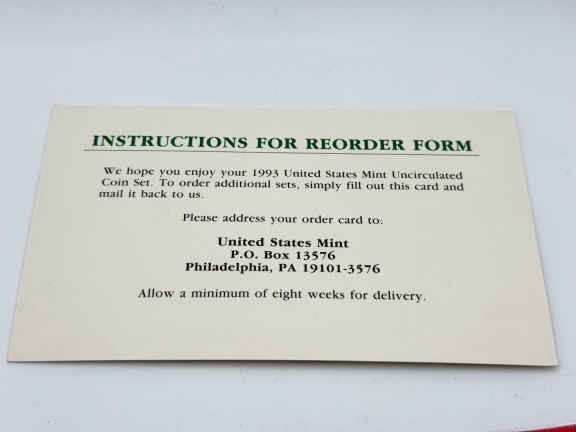 INSTRUCTIONS FOR REORDER FORM
We hope you enjoy your 1993 United States Mint Uncirculated
Coin Set. To order additional sets, simply fill out this card and
mail it back to us.
Please address your order card to:
United States Mint
P.O. Box 13576
Philadelphia, PA 19101-3576
Allow a minimum of eight weeks for delivery.